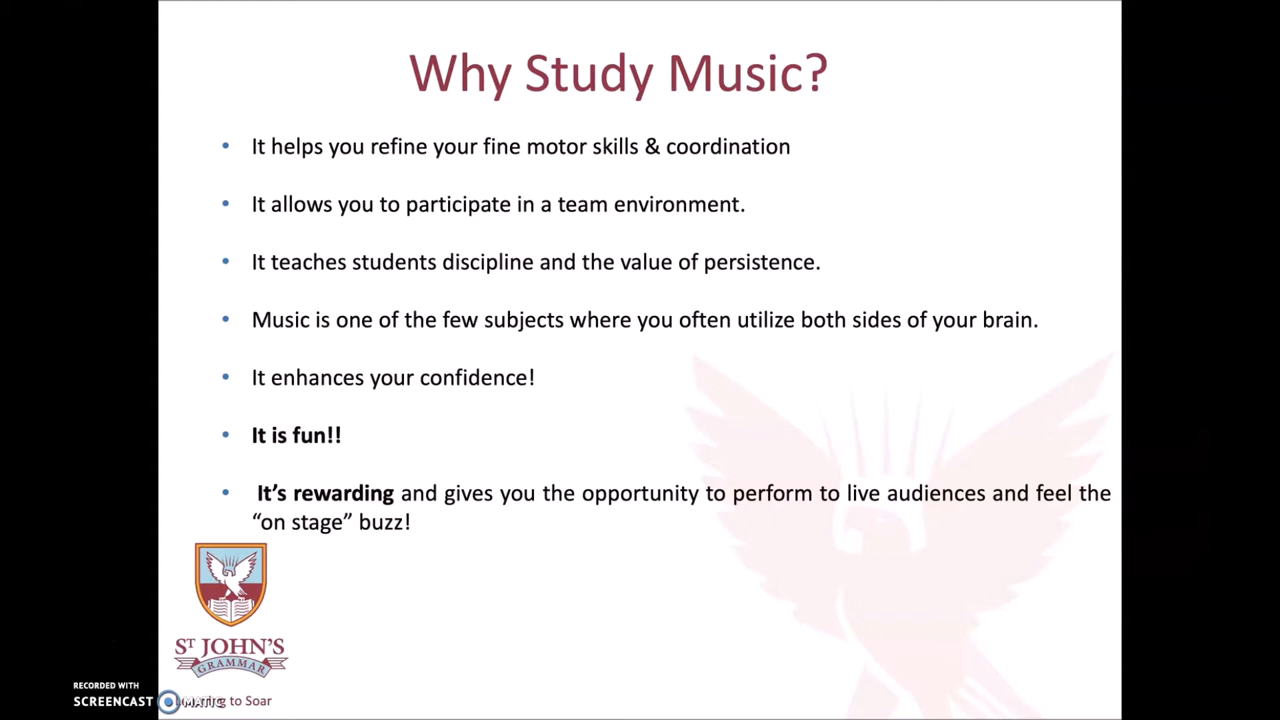 Why Study Music?
• It helps you refine your fine motor skills & coordination
• It allows you to participate in a team environment.
• It teaches students discipline and the value of persistence.
• Music is one of the few subjects where you often utilize both sides of your brain.
• It enhances your confidence!
• It is fun!!
• It’s rewarding and gives you the opportunity to perform to live audiences and feel the
“on stage” buzz!
ST JOHN'S
GRAMMAR
to Soar
RECORDED WITH
SCREENCAST MATIC